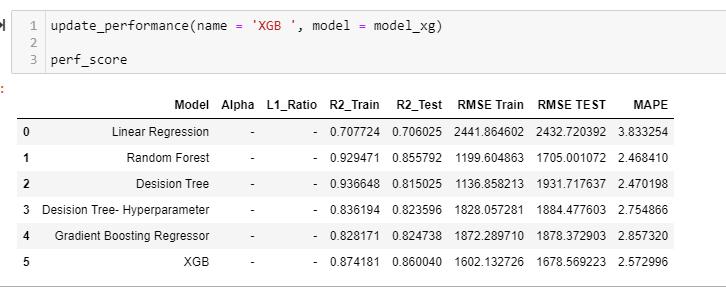 1 update_performance(name = 'XGB ', model = model_xg)
2
3 perf_score
:
Model Alpha L1_Ratio R2_Train R2_Test RMSE Train RMSE TEST MAPE
0 Linear Regression - - 0.707724 0.706025 2441.864602 2432.720392 3.833254
1 Random Forest - - 0.929471 0.855792 1199.604863 1705.001072 2.468410
2 Desision Tree - - 0.936648 0.815025 1136.858213 1931.717637 2.470198
3 Desision Tree- Hyperparameter - - 0.836194 0.823596 1828.057281 1884.477603 2.754866
4 Gradient Boosting Regressor - - 0.828171 0.824738 1872.289710 1878.372903 2.857320
5 XGB - - 0.874181 0.860040 1602.132726 1678.569223 2.572996